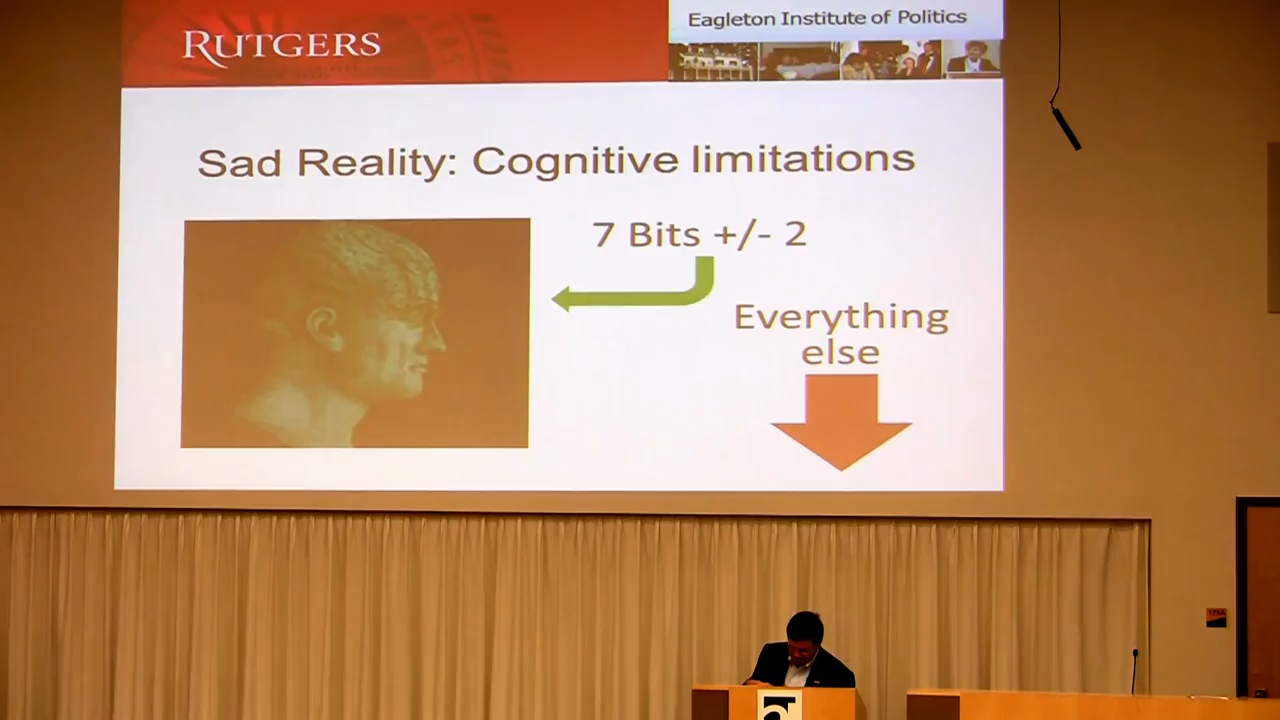 RUTGERS
Eagleton Institute of Politics
Sad Reality: Cognitive limitations
7 Bits +/- 2
Everything
else